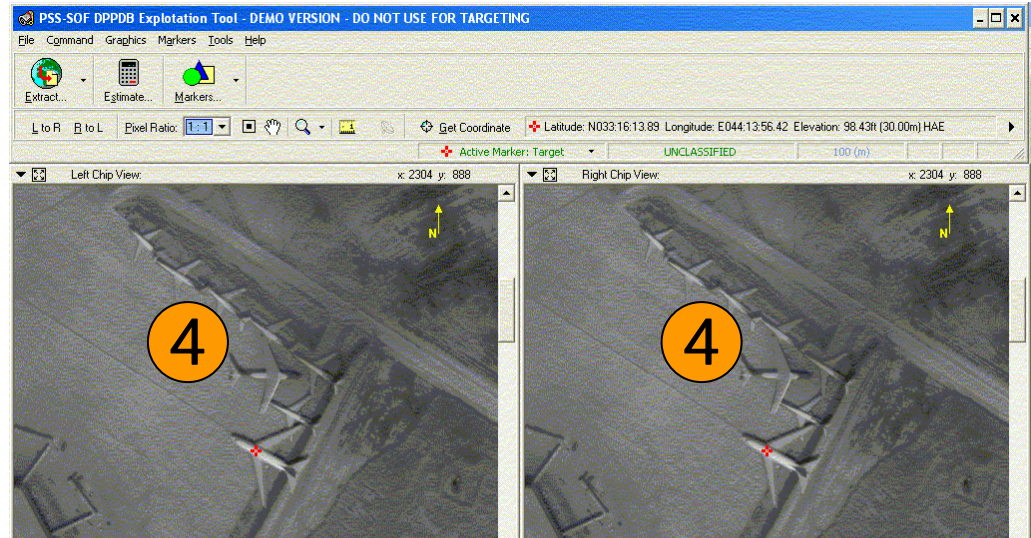 PSS-SOF DPPDB Explotation Tool - DEMO VERSION - DO NOT USE FOR TARGETING
File Command Graphics Markers Tools Help
Extract... Estimate... Markers...
L to R R to L Pixel Ratio: 1:1 Get Coordinate Latitude: N033:16:13.89 Longitude: E044:13:56.42 Elevation: 98.43ft (30.00m) HAE
Active Marker: Target UNCLASSIFIED 100 (m)
Left Chip View: x: 2304 y: 888 Right Chip View: x: 2304 y: 888
N N
4 4